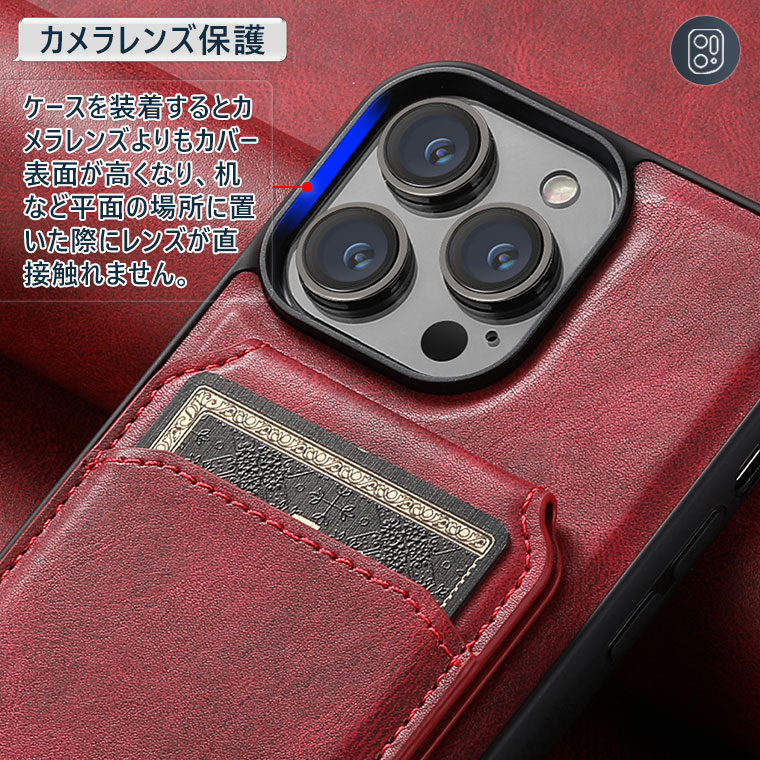 カメラレンズ保護
ケースを装着するとカ
メラレンズよりもカバー
表面が高くなり、机
など平面の場所に置
いた際にレンズが直
接触れません。